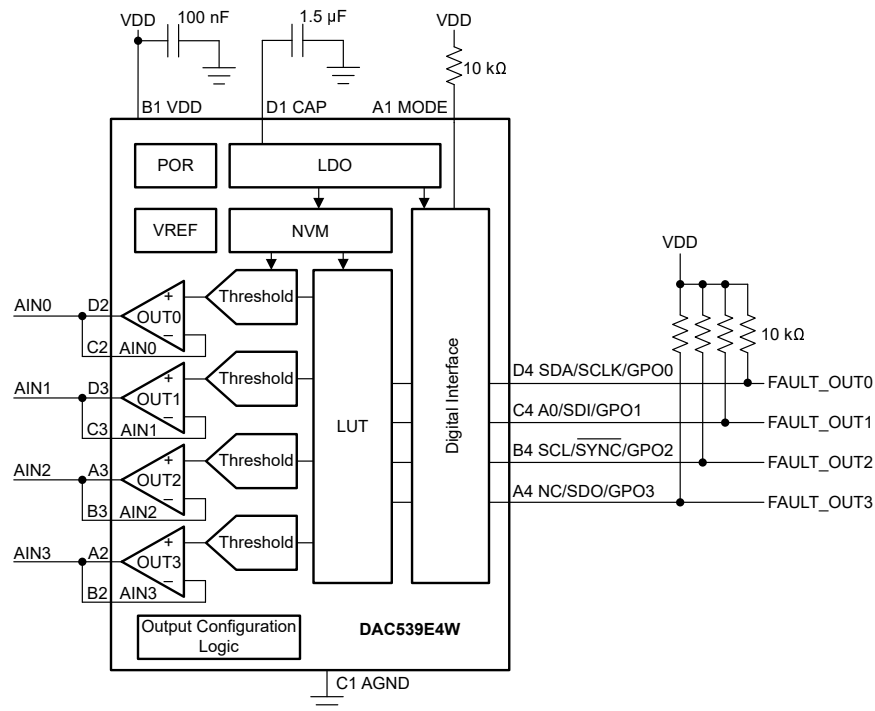 VDD
100 nF
1.5 µF
VDD
10 kΩ
B1 VDD
D1 CAP
A1 MODE
POR
LDO
VREF
NVM
VDD
AIN0
D2
+
OUT0
–
C2 AIN0
Threshold
10 kΩ
D4 SDA/SCLK/GPO0
FAULT_OUT0
AIN1
D3
+
OUT1
–
C3 AIN1
Threshold
LUT
Digital Interface
C4 A0/SDI/GPO1
FAULT_OUT1
AIN2
A3
+
OUT2
–
B3 AIN2
Threshold
B4 SCL/SYNC/GPO2
FAULT_OUT2
A4 NC/SDO/GPO3
FAULT_OUT3
AIN3
A2
+
OUT3
–
B2 AIN3
Threshold
Output Configuration
Logic
DAC539E4W
C1 AGND